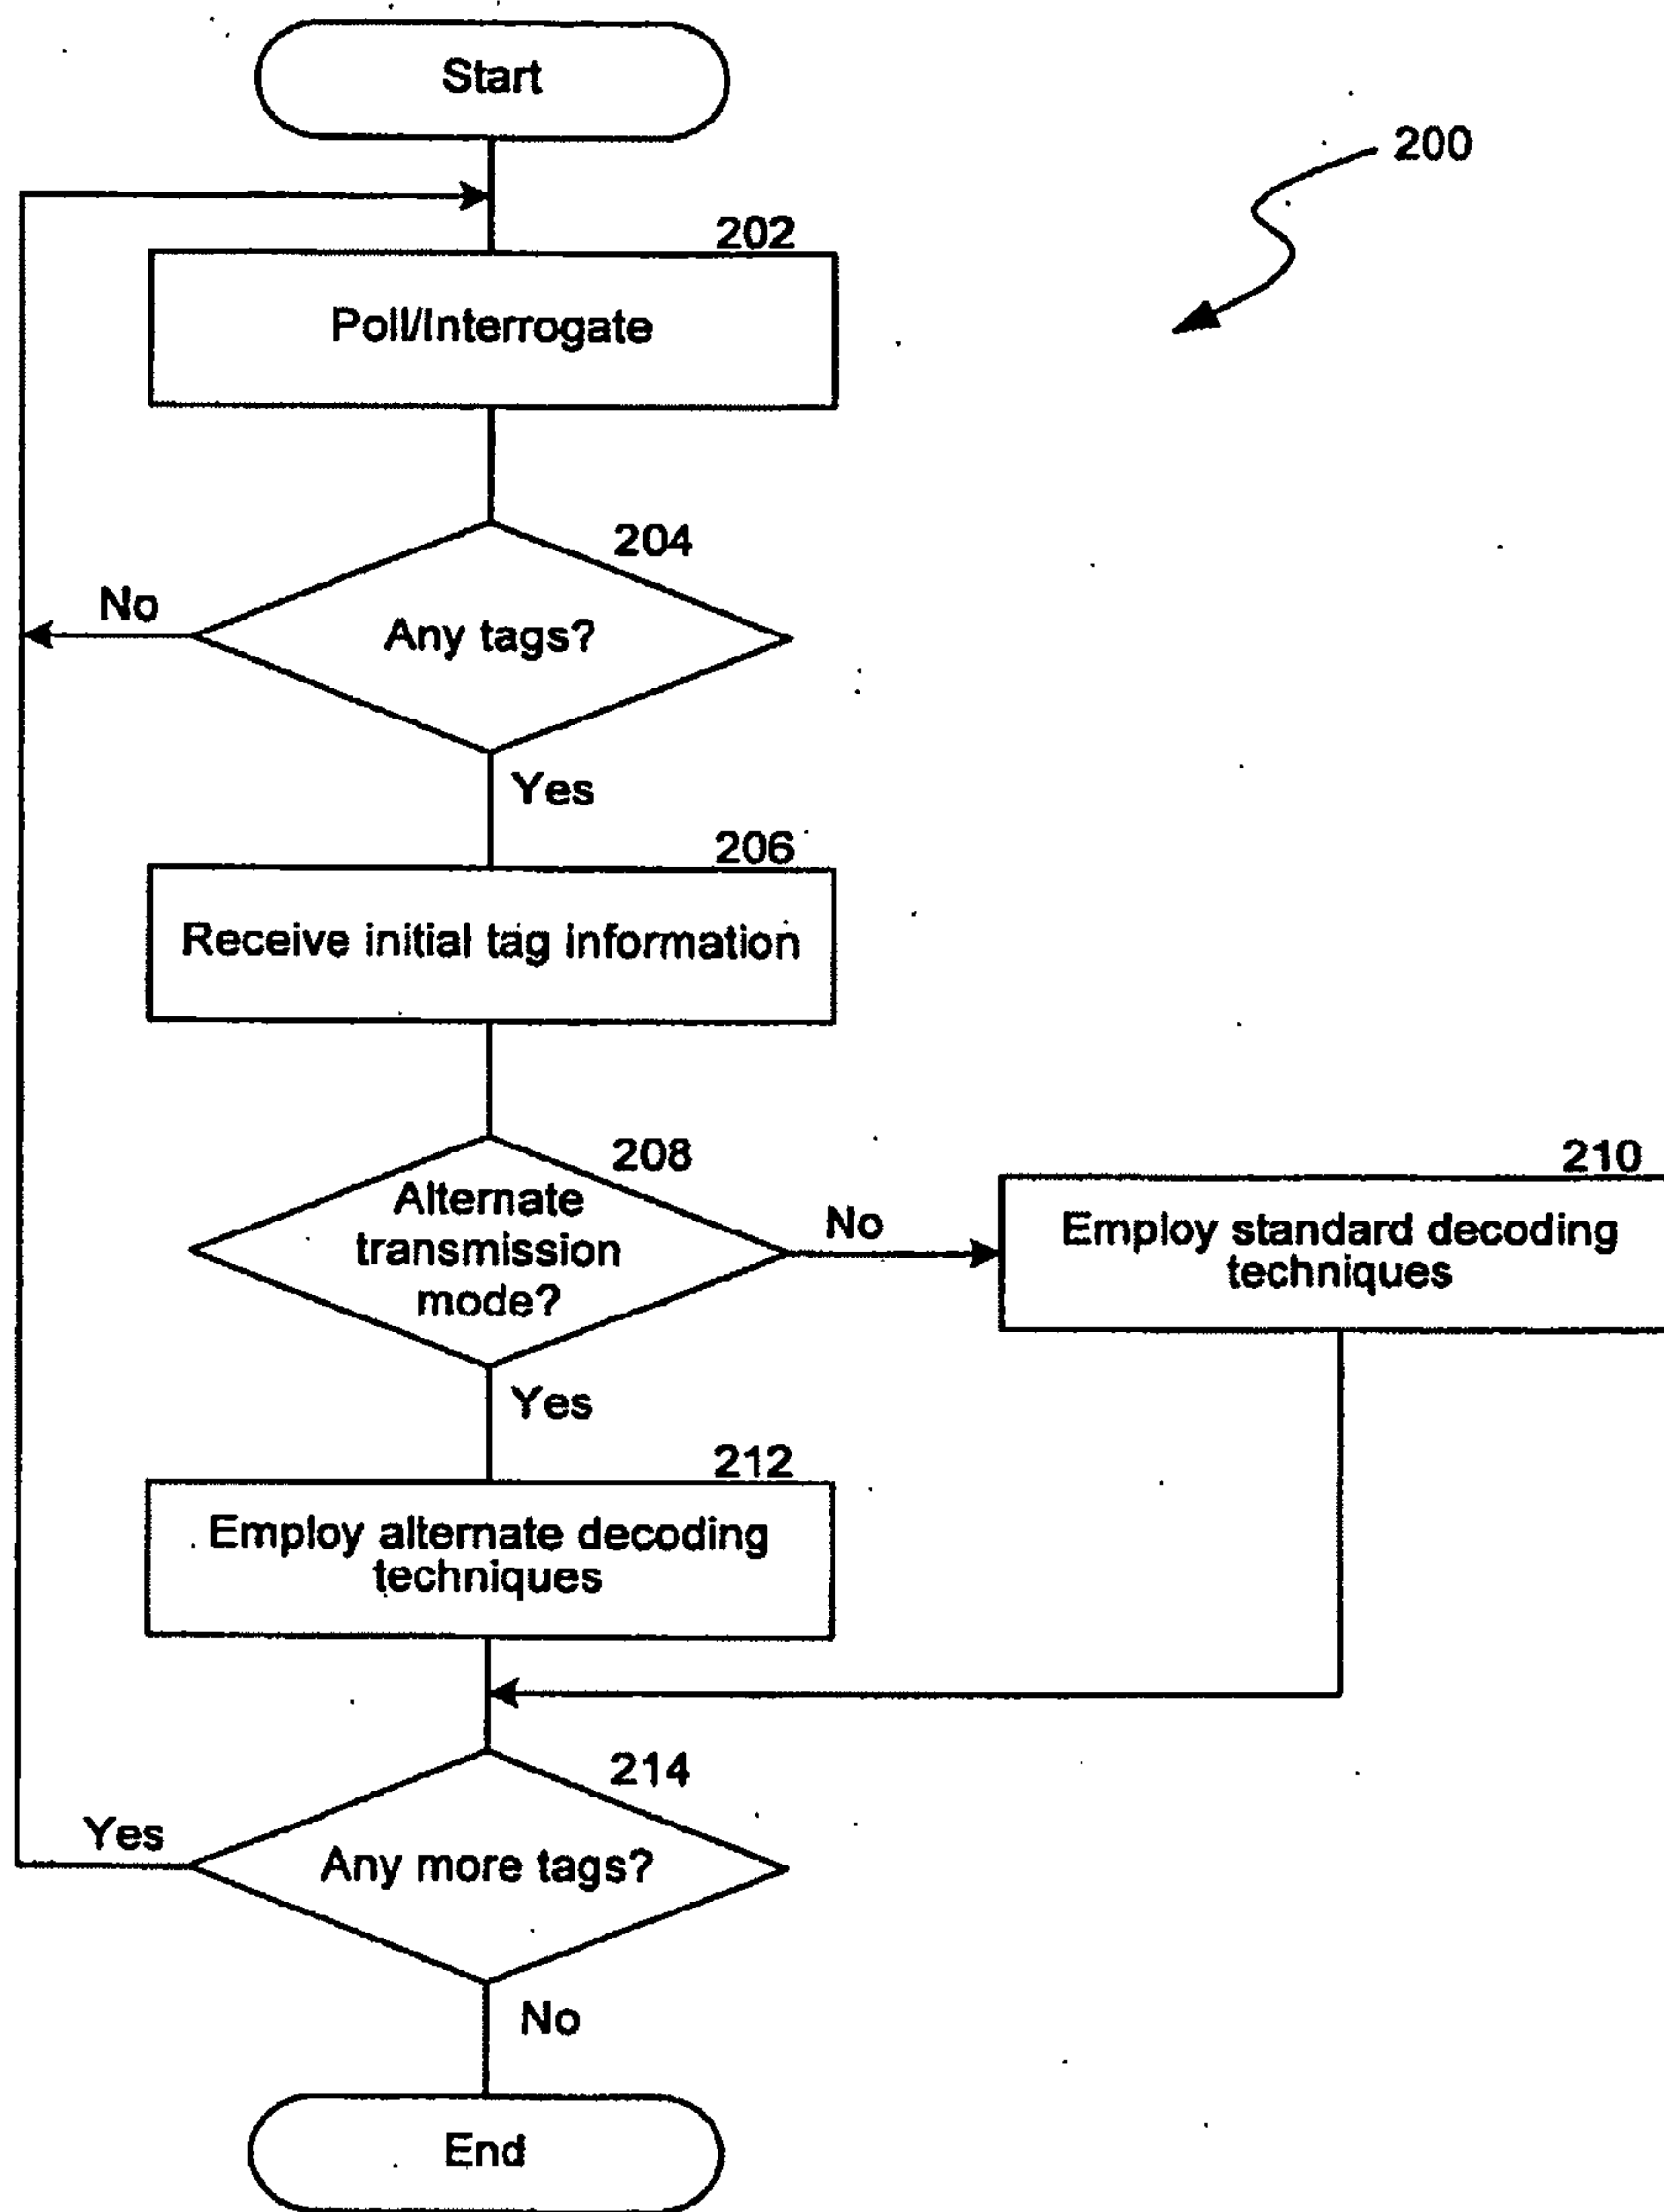 Start
200
202
Poll/Interrogate
204
Any tags?
No
Yes
206
Receive initial tag information
208
Alternate
transmission
mode?
No
Yes
210
Employ standard decoding
techniques
212
Employ alternate decoding
techniques
214
Any more tags?
Yes
No
End